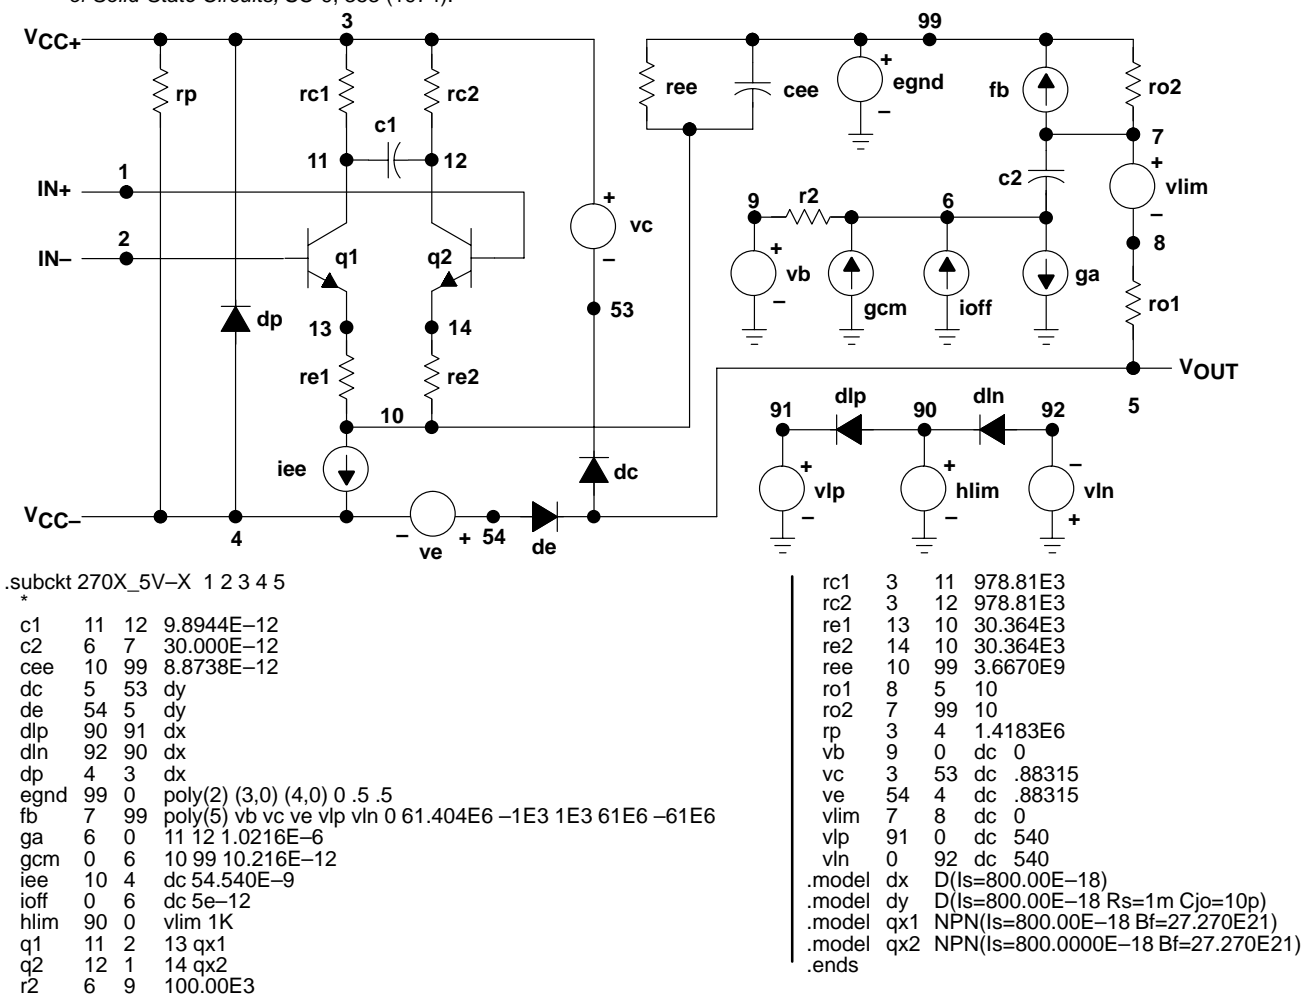 of Solid-State Circuits, SC-9, 353 (1974).
3
99
VCC+
rp
rc1
rc2
c1
11
12
1
IN+
2
IN–
q1
q2
+
vc
–
53
dp
13
14
re1
re2
10
iee
dc
VCC–
4
–
ve
+
54
de
ree
cee
+
egnd
–
fb
ro2
7
c2
+
vlim
–
9
r2
6
8
+
vb
–
gcm
ioff
ga
ro1
VOUT
5
dlp
dln
91
90
92
+
vlp
–
+
hlim
–
–
vln
+
.subckt 270X_5V–X 1 2 3 4 5
*
c1 11 12 9.8944E–12
c2 6 7 30.000E–12
cee 10 99 8.8738E–12
dc 5 53 dy
de 54 5 dy
dlp 90 91 dx
dln 92 90 dx
dp 4 3 dx
egnd 99 0 poly(2) (3,0) (4,0) 0 .5 .5
fb 7 99 poly(5) vb vc ve vlp vln 0 61.404E6 –1E3 1E3 61E6 –61E6
ga 6 0 11 12 1.0216E–6
gcm 0 6 10 99 10.216E–12
iee 10 4 dc 54.540E–9
ioff 0 6 dc 5e–12
hlim 90 0 vlim 1K
q1 11 2 13 qx1
q2 12 1 14 qx2
r2 6 9 100.00E3
rc1 3 11 978.81E3
rc2 3 12 978.81E3
re1 13 10 30.364E3
re2 14 10 30.364E3
ree 10 99 3.6670E9
ro1 8 5 10
ro2 7 99 10
rp 3 4 1.4183E6
vb 9 0 dc 0
vc 3 53 dc .88315
ve 54 4 dc .88315
vlim 7 8 dc 0
vlp 91 0 dc 540
vln 0 92 dc 540
.model dx D(Is=800.00E–18)
.model dy D(Is=800.00E–18 Rs=1m Cjo=10p)
.model qx1 NPN(Is=800.00E–18 Bf=27.270E21)
.model qx2 NPN(Is=800.0000E–18 Bf=27.270E21)
.ends